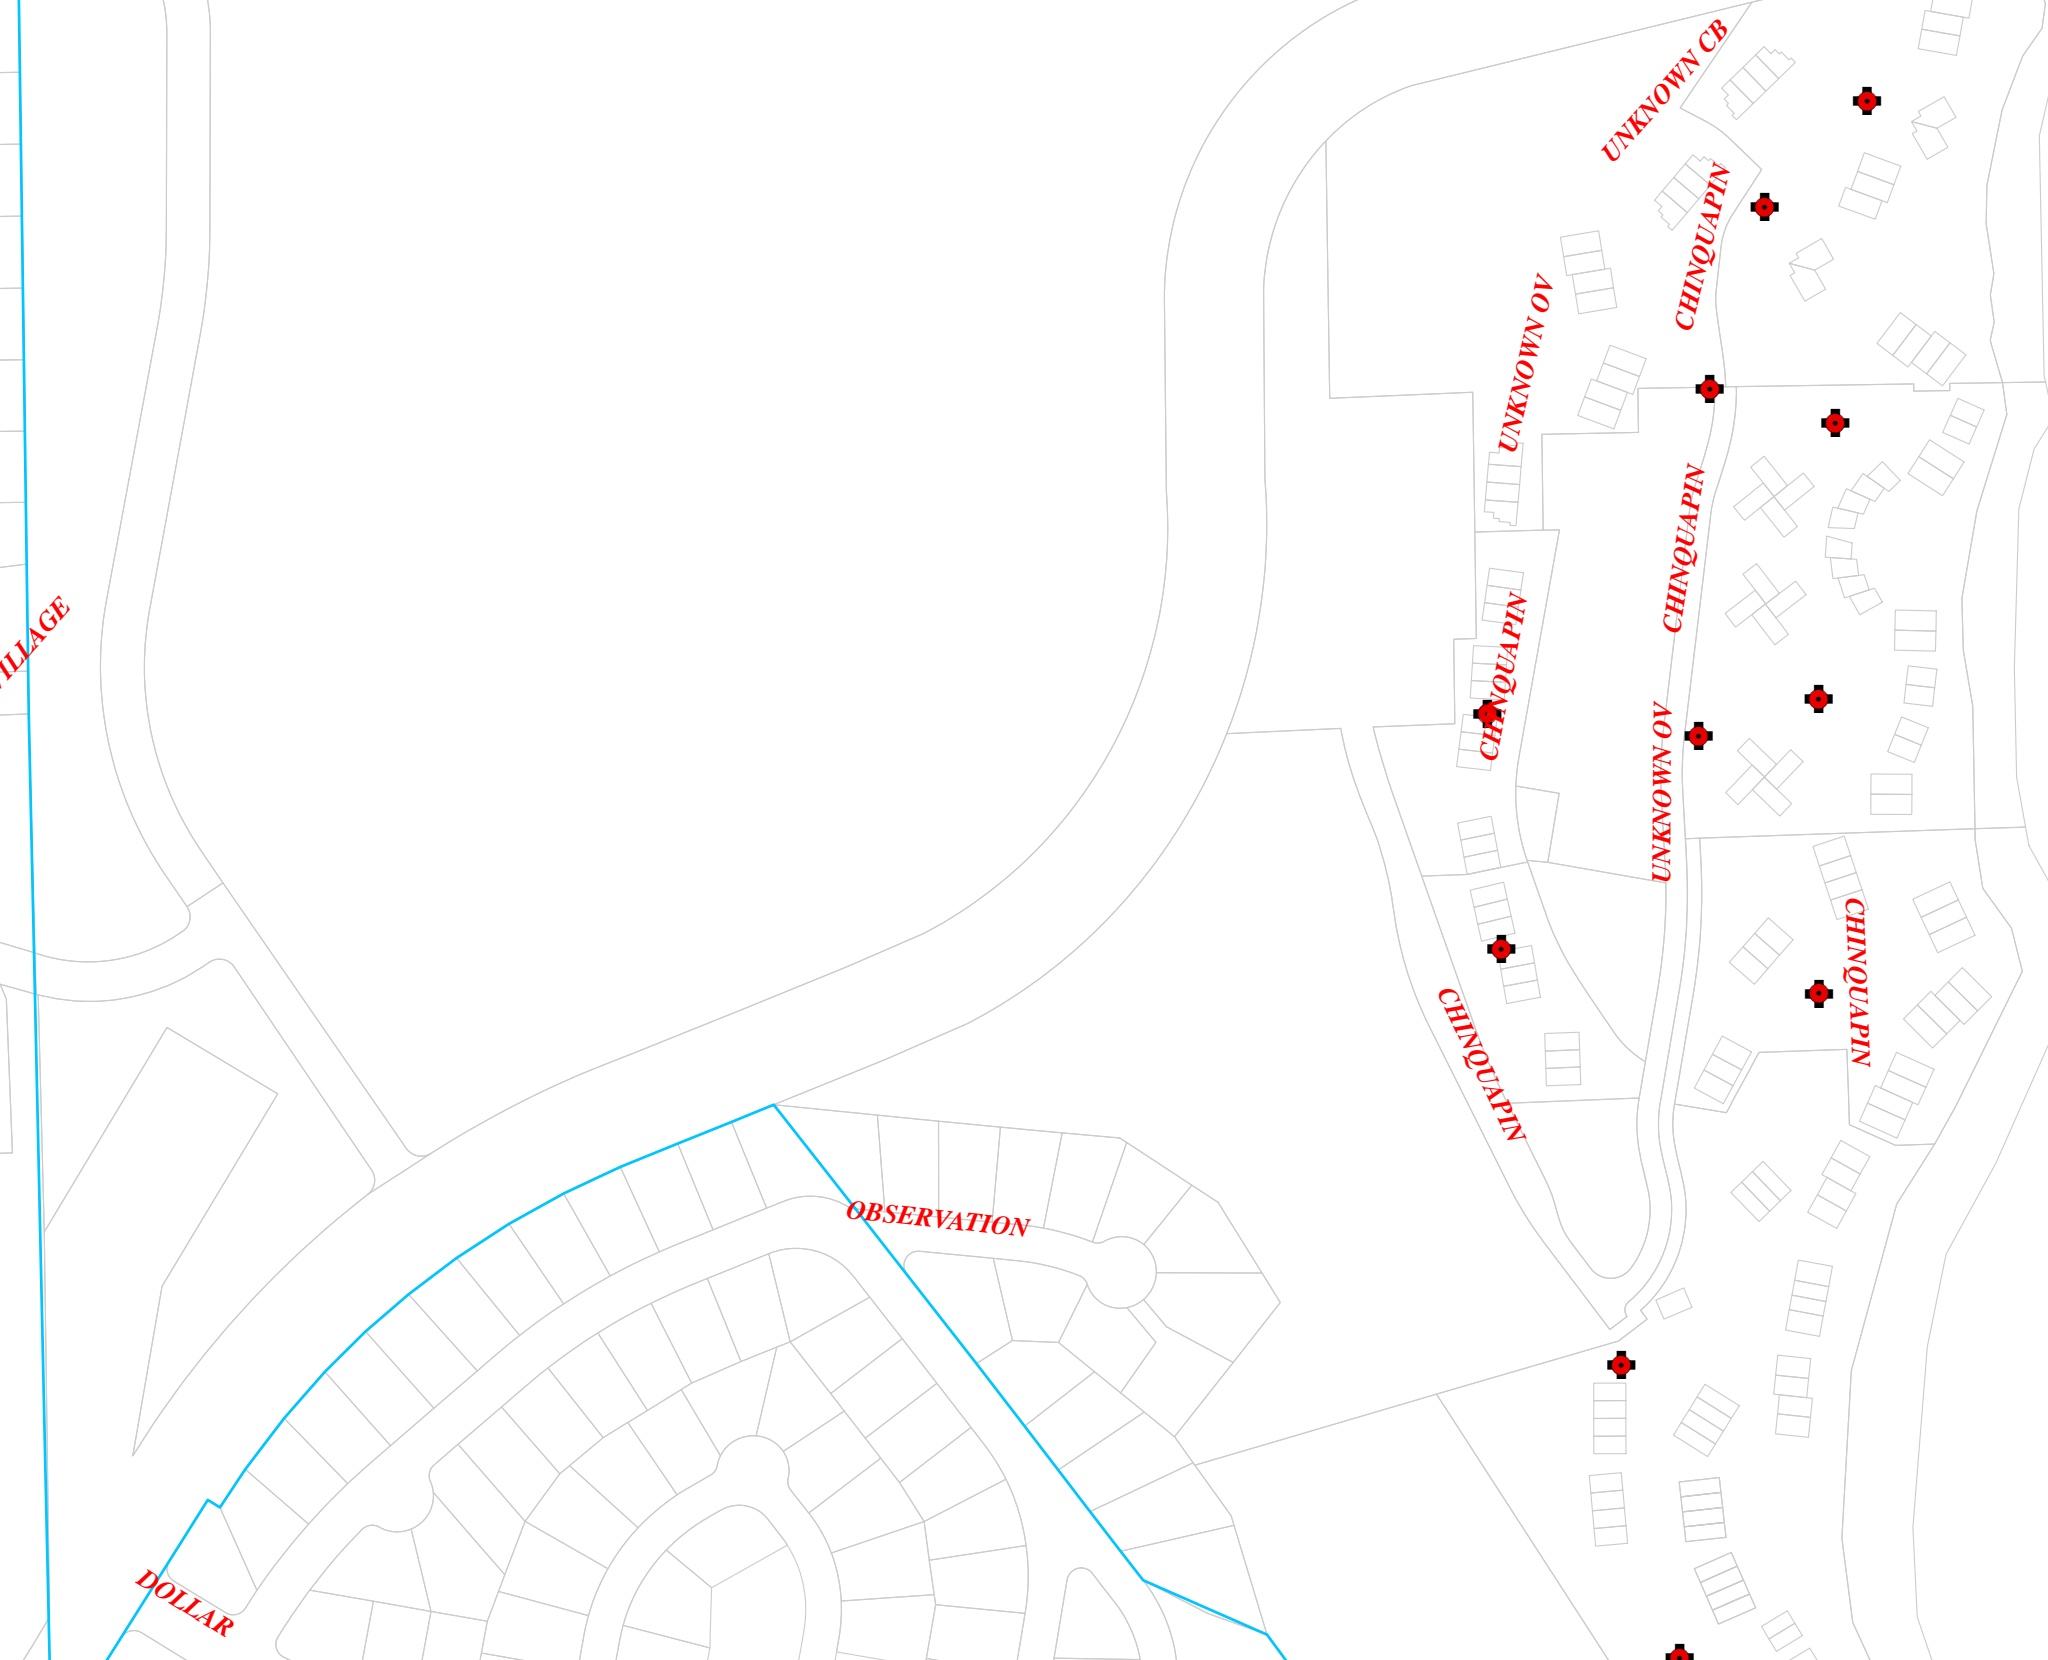 UNKNOWN CB
CHINQUAPIN
UNKNOWN OV
CHINQUAPIN
CHINQUAPIN
ILLAGE
UNKNOWN OV
CHINQUAPIN
CHINQUAPIN
OBSERVATION
DOLLAR